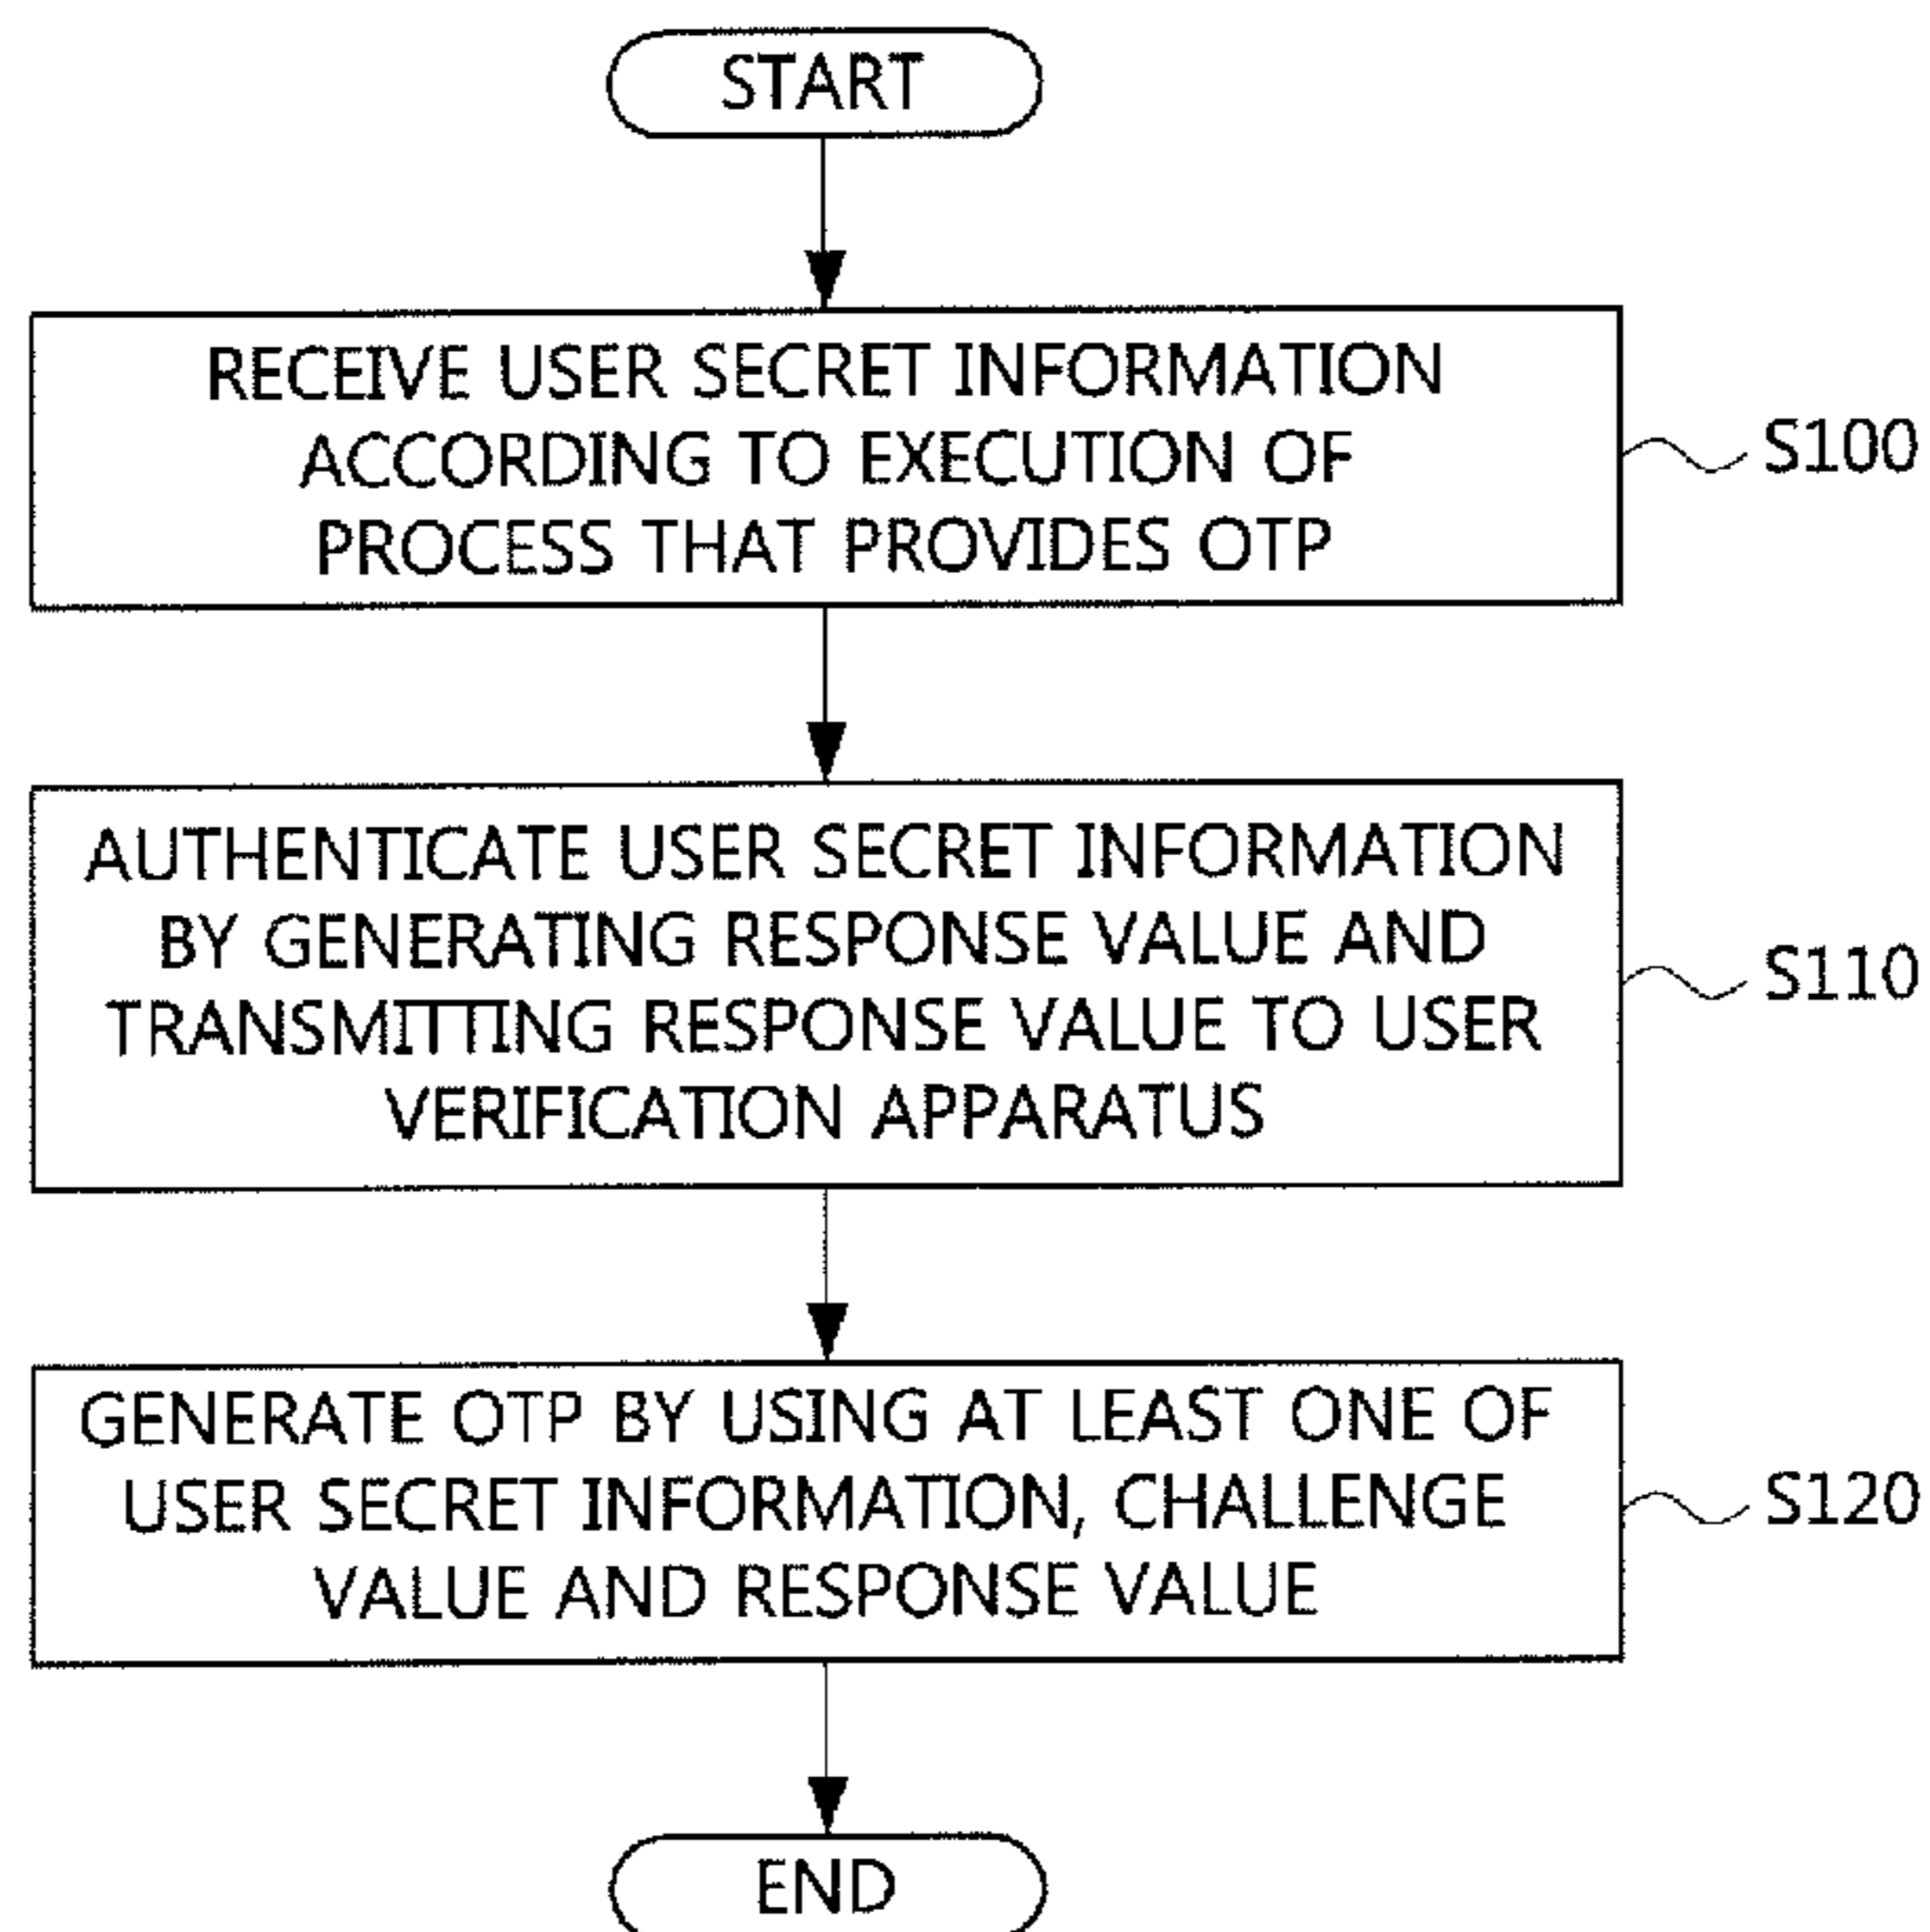 START
RECEIVE USER SECRET INFORMATION
ACCORDING TO EXECUTION OF
PROCESS THAT PROVIDES OTP
S100
AUTHENTICATE USER SECRET INFORMATION
BY GENERATING RESPONSE VALUE AND
TRANSMITTING RESPONSE VALUE TO USER
VERIFICATION APPARATUS
S110
GENERATE OTP BY USING AT LEAST ONE OF
USER SECRET INFORMATION, CHALLENGE
VALUE AND RESPONSE VALUE
S120
END